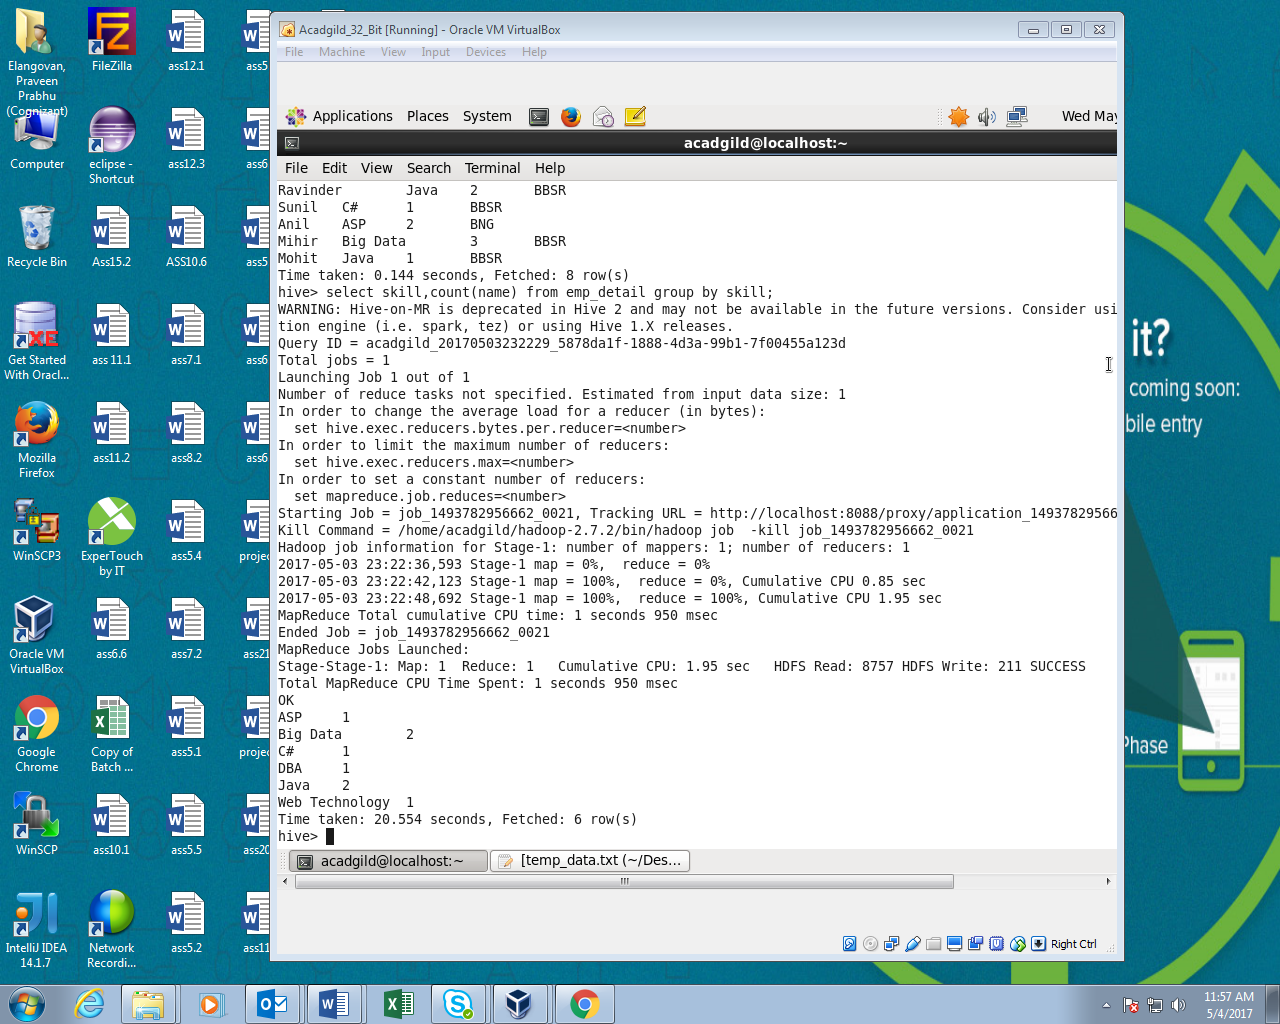 Acadgild_32_Bit [Running] - Oracle VM VirtualBox
File Machine View Input Devices Help
Applications Places System Wed May
acadgild@localhost:~
File Edit View Search Terminal Help
Ravinder Java 2 BBSR
Sunil C# 1 BBSR
Anil ASP 2 BNG
Mihir Big Data 3 BBSR
Mohit Java 1 BBSR
Time taken: 0.144 seconds, Fetched: 8 row(s)
hive> select skill,count(name) from emp_detail group by skill;
WARNING: Hive-on-MR is deprecated in Hive 2 and may not be available in the future versions. Consider usi
tion engine (i.e. spark, tez) or using Hive 1.X releases.
Query ID = acadgild_20170503232229_5878da1f-1888-4d3a-99b1-7f00455a123d
Total jobs = 1
Launching Job 1 out of 1
Number of reduce tasks not specified. Estimated from input data size: 1
In order to change the average load for a reducer (in bytes):
set hive.exec.reducers.bytes.per.reducer=<number>
In order to limit the maximum number of reducers:
set hive.exec.reducers.max=<number>
In order to set a constant number of reducers:
set mapreduce.job.reduces=<number>
Starting Job = job_1493782956662_0021, Tracking URL = http://localhost:8088/proxy/application_14937829566
Kill Command = /home/acadgild/hadoop-2.7.2/bin/hadoop job -kill job_1493782956662_0021
Hadoop job information for Stage-1: number of mappers: 1; number of reducers: 1
2017-05-03 23:22:36,593 Stage-1 map = 0%, reduce = 0%
2017-05-03 23:22:42,123 Stage-1 map = 100%, reduce = 0%, Cumulative CPU 0.85 sec
2017-05-03 23:22:48,692 Stage-1 map = 100%, reduce = 100%, Cumulative CPU 1.95 sec
MapReduce Total cumulative CPU time: 1 seconds 950 msec
Ended Job = job_1493782956662_0021
MapReduce Jobs Launched:
Stage-Stage-1: Map: 1 Reduce: 1 Cumulative CPU: 1.95 sec HDFS Read: 8757 HDFS Write: 211 SUCCESS
Total MapReduce CPU Time Spent: 1 seconds 950 msec
OK
ASP 1
Big Data 2
C# 1
DBA 1
Java 2
Web Technology 1
Time taken: 20.554 seconds, Fetched: 6 row(s)
hive>
acadgild@localhost:~ [temp_data.txt (~/Des...
Right Ctrl
Elangovan,
Praveen
Prabhu
(Cognizant)
FileZilla
ass12.1
ass5
Computer
eclipse -
Shortcut
ass12.3
ass6
Recycle Bin
Ass15.2
ASS10.6
ass5
Get Started
With Oracl...
ass 11.1
ass7.1
ass6
Mozilla
Firefox
ass11.2
ass8.2
ass6
WinSCP3
ExperTouch
by IT
ass5.4
projec
Oracle VM
VirtualBox
ass6.6
ass7.2
ass21
Google
Chrome
Copy of
Batch ...
ass5.1
projec
WinSCP
ass10.1
ass5.5
ass20
IntelliJ IDEA
14.1.7
Network
Recordi...
ass5.2
ass11
it?
coming soon:
bile entry
Phase
11:57 AM
5/4/2017